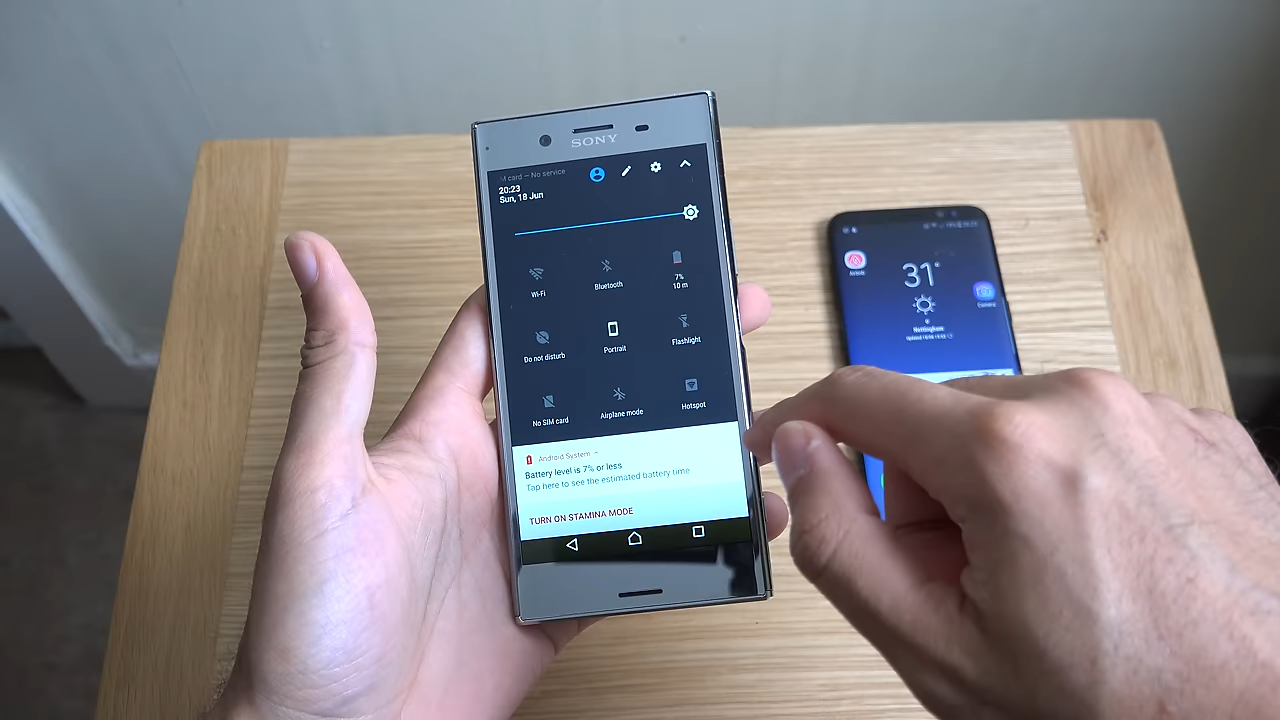 SONY
M card — No service
20:23
Sun, 18 Jun
Wi-Fi
Bluetooth
7%
10 m
Do not disturb
Portrait
Flashlight
No SIM card
Airplane mode
Hotspot
Android System
Battery level is 7% or less
Tap here to see the estimated battery time
TURN ON STAMINA MODE
Airbnb
31°
Camera
Nottingham